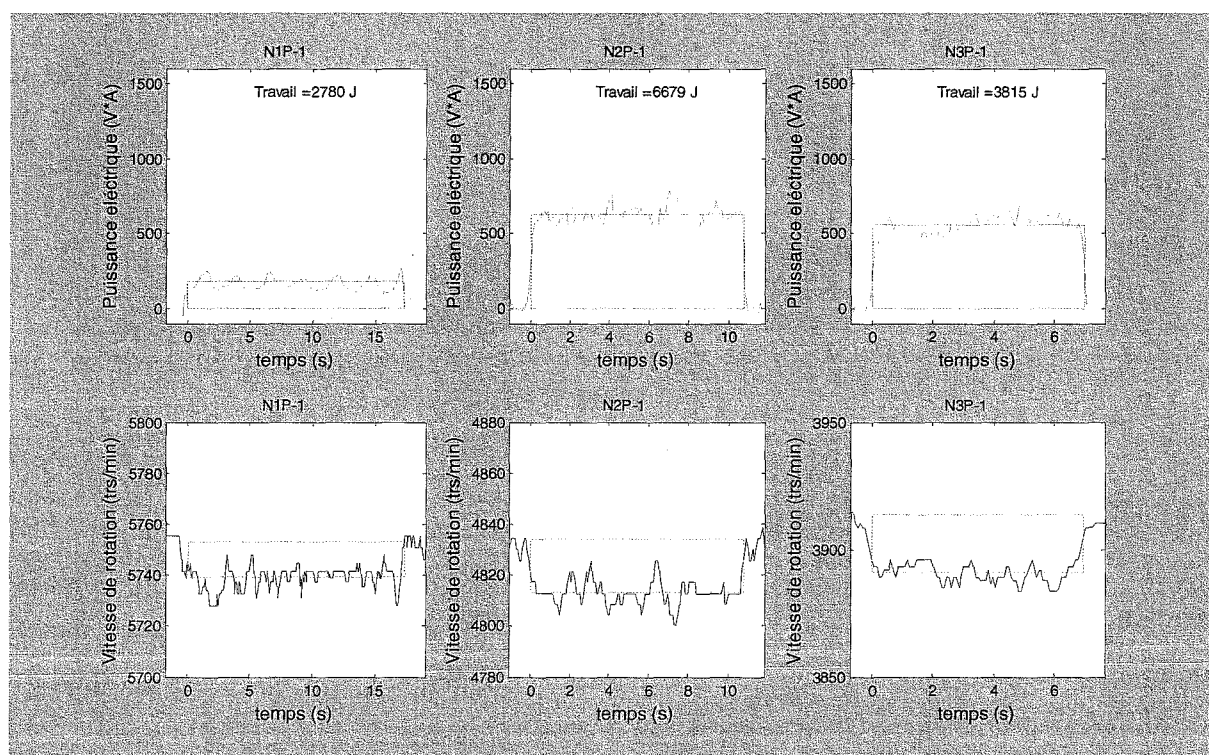 N1P-1
N2P-1
N3P-1
Puissance electrique (V*A)
1500
1000
500
0
Travail =2780 J
0 5 10 15
temps (s)
Puissance electrique (V*A)
1500
1000
500
0
Travail =6679 J
0 2 4 6 8 10
temps (s)
Puissance electrique (V*A)
1500
1000
500
0
Travail =3815 J
0 2 4 6
temps (s)
N1P-1
N2P-1
N3P-1
Vitesse de rotation (trs/min)
5800
5780
5760
5740
5720
5700
0 5 10 15
temps (s)
Vitesse de rotation (trs/min)
4880
4860
4840
4820
4800
4780
0 2 4 6 8 10
temps (s)
Vitesse de rotation (trs/min)
3950
3900
3850
0 2 4 6
temps (s)